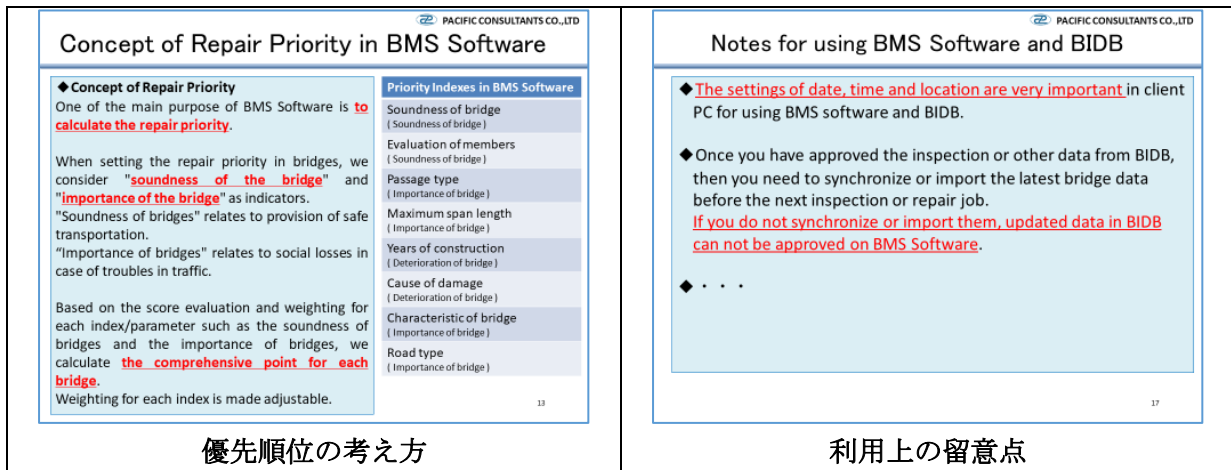 PACIFIC CONSULTANTS CO.,LTD
Concept of Repair Priority in BMS Software
◆Concept of Repair Priority
One of the main purpose of BMS Software is to
calculate the repair priority.
When setting the repair priority in bridges, we
consider "soundness of the bridge" and
"importance of the bridge" as indicators.
"Soundness of bridges" relates to provision of safe
transportation.
“Importance of bridges" relates to social losses in
case of troubles in traffic.
Based on the score evaluation and weighting for
each index/parameter such as the soundness of
bridges and the importance of bridges, we
calculate the comprehensive point for each
bridge.
Weighting for each index is made adjustable.
Priority Indexes in BMS Software
Soundness of bridge
( Soundness of bridge )
Evaluation of members
( Soundness of bridge )
Passage type
( Importance of bridge )
Maximum span length
( Importance of bridge )
Years of construction
( Deterioration of bridge )
Cause of damage
( Deterioration of bridge )
Characteristic of bridge
( Importance of bridge )
Road type
( Importance of bridge )
13
優先順位の考え方
PACIFIC CONSULTANTS CO.,LTD
Notes for using BMS Software and BIDB
◆The settings of date, time and location are very important in client
PC for using BMS software and BIDB.
◆Once you have approved the inspection or other data from BIDB,
then you need to synchronize or import the latest bridge data
before the next inspection or repair job.
If you do not synchronize or import them, updated data in BIDB
can not be approved on BMS Software.
◆・・・
17
利用上の留意点